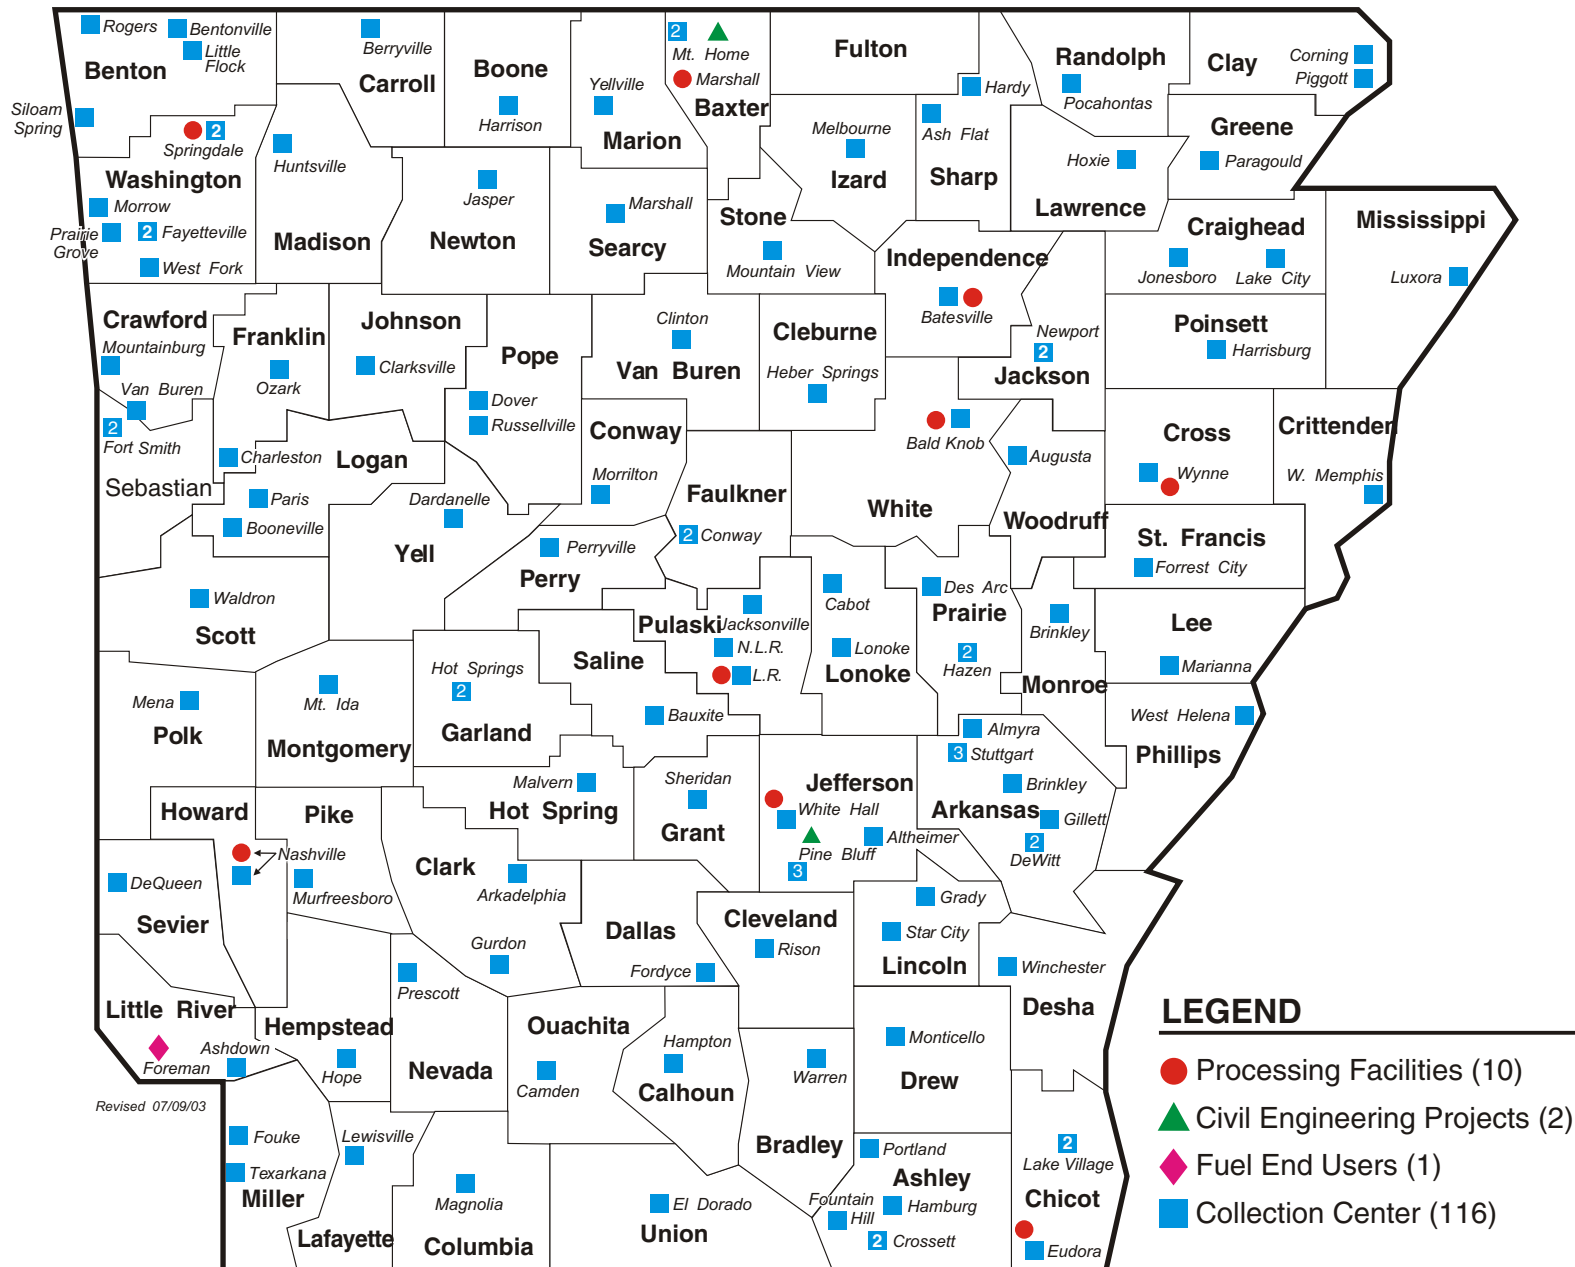 Rogers
Bentonville
Little
Flock
Benton
Siloam
Spring
Berryville
Carroll
Boone
Harrison
Yellville
Marion
2
Mt. Home
Marshall
Baxter
Fulton
Hardy
Randolph
Pocahontas
Clay
Corning
Piggott
2
Springdale
Washington
Morrow
Prairie
Grove
2 Fayetteville
West Fork
Huntsville
Madison
Jasper
Newton
Marshall
Searcy
Stone
Mountain View
Melbourne
Izard
Ash Flat
Sharp
Hoxie
Lawrence
Greene
Paragould
Craighead
Jonesboro
Lake City
Mississippi
Luxora
Independence
Batesville
Crawford
Mountainburg
Van Buren
Franklin
Ozark
Johnson
Clarksville
Pope
Dover
Russellville
Clinton
Van Buren
Cleburne
Heber Springs
Newport
2
Jackson
Poinsett
Harrisburg
2
Fort Smith
Sebastian
Charleston
Logan
Paris
Booneville
Dardanelle
Yell
Conway
Morrilton
Faulkner
2 Conway
Bald Knob
White
Augusta
Woodruff
Cross
Wynne
Crittenden
W. Memphis
St. Francis
Forrest City
Perryville
Perry
Waldron
Scott
Pulaski
Jacksonville
N.L.R.
L.R.
Cabot
Lonoke
Lonoke
Des Arc
Prairie
2
Hazen
Brinkley
Monroe
Lee
Marianna
Mena
Polk
Mt. Ida
Montgomery
Hot Springs
2
Garland
Saline
Bauxite
West Helena
Phillips
Almyra
3 Stuttgart
Brinkley
Arkansas
Gillett
2
DeWitt
Howard
Pike
Nashville
Murfreesboro
Malvern
Hot Spring
Sheridan
Grant
Jefferson
White Hall
Pine Bluff
3
Altheimer
DeQueen
Sevier
Clark
Arkadelphia
Gurdon
Dallas
Fordyce
Cleveland
Rison
Grady
Star City
Lincoln
Winchester
Desha
Little River
Foreman
Ashdown
Hempstead
Hope
Prescott
Nevada
Ouachita
Camden
Hampton
Calhoun
Warren
Bradley
Monticello
Drew
Revised 07/09/03
Fouke
Texarkana
Miller
Lewisville
Lafayette
Magnolia
Columbia
El Dorado
Union
Portland
Ashley
Fountain
Hill
Hamburg
2 Crossett
2
Lake Village
Chicot
Eudora
LEGEND
Processing Facilities (10)
Civil Engineering Projects (2)
Fuel End Users (1)
Collection Center (116)